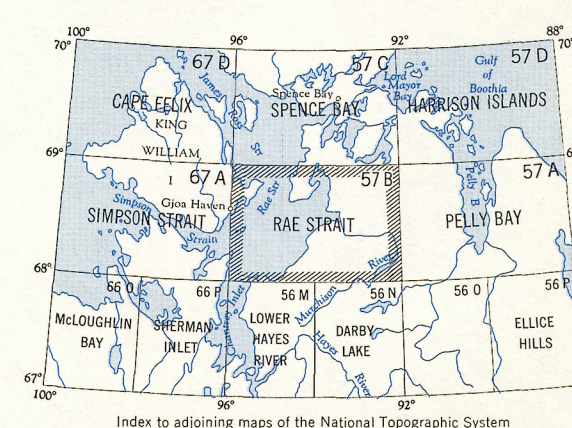 100°
96°
92°
88°
70°
67 D
57 C
57 D
70°
James
Ross
Str
Lord
Mayor
Bay
Gulf
of
Boothia
CAPE FELIX
Spence Bay
SPENCE BAY
HARRISON ISLANDS
KING
WILLIAM
I
69°
67 A
57 B
57 A
Simpson
Strait
Gjoa Haven
Rae Str
Pelly B
SIMPSON STRAIT
RAE STRAIT
PELLY BAY
68°
66 O
66 P
56 M
56 N
56 O
56 P
River
Murchison
Inlet
McLOUGHLIN
BAY
SHERMAN
INLET
LOWER
HAYES
RIVER
Hayes
River
DARBY
LAKE
ELLICE
HILLS
67°
100°
96°
92°
Index to adjoining maps of the National Topographic System